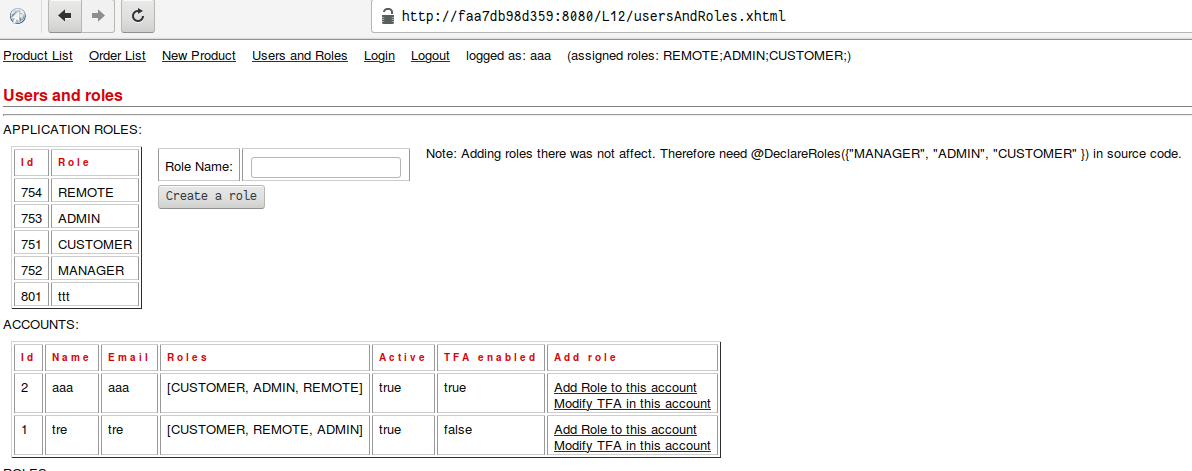 http://faa7db98d359:8080/L12/usersAndRoles.xhtml
Product List Order List New Product Users and Roles Login Logout logged as: aaa (assigned roles: REMOTE;ADMIN;CUSTOMER;)
Users and roles
APPLICATION ROLES:
Id Role
754 REMOTE
753 ADMIN
751 CUSTOMER
752 MANAGER
801 ttt
Role Name:
Create a role
Note: Adding roles there was not affect. Therefore need @DeclareRoles({"MANAGER", "ADMIN", "CUSTOMER" }) in source code.
ACCOUNTS:
Id Name Email Roles Active TFA enabled Add role
2 aaa aaa [CUSTOMER, ADMIN, REMOTE] true true Add Role to this account
Modify TFA in this account
1 tre tre [CUSTOMER, REMOTE, ADMIN] true false Add Role to this account
Modify TFA in this account